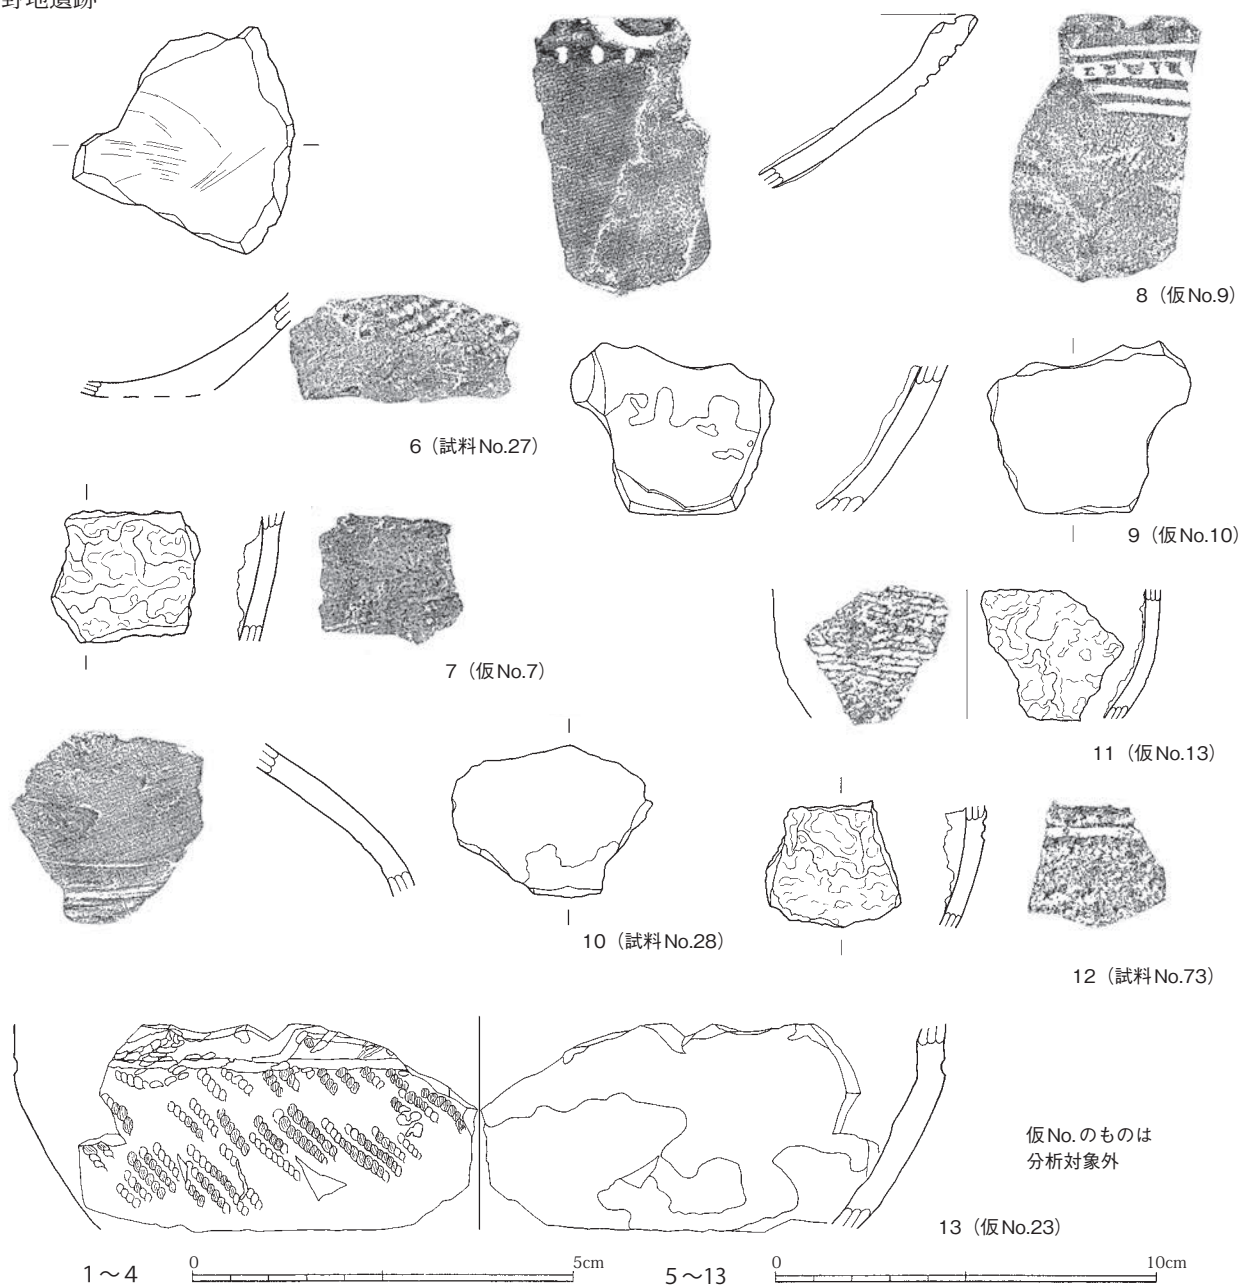 野地遺跡
8（仮No.9）
6（試料No.27）
9（仮No.10）
7（仮No.7）
11（仮No.13）
10（試料No.28）
12（試料No.73）
仮No.のものは
分析対象外
13（仮No.23）
1～4 0 5cm 5～13 0 10cm